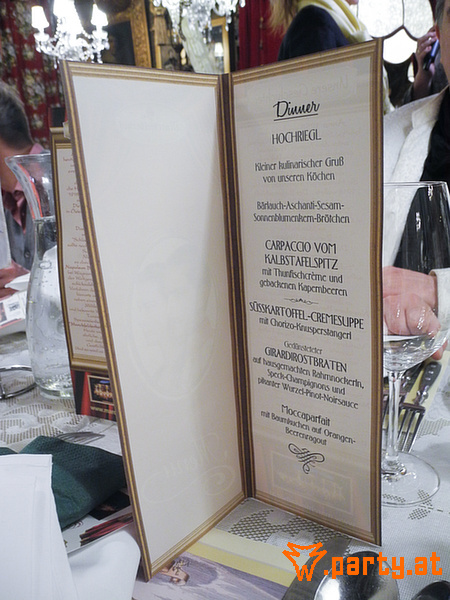 Dinner
HOCHRIEGL
Kleiner kulinarischer Gruß
von unseren Köchen
Bärlauch-Aschanti-Sesam-
Sonnenblumenkern-Brötchen
CARPACCIO VOM
KALBSTAFELSPITZ
mit Thunfischcrème und
gebackenen Kapernbeeren
SÜSSKARTOFFEL-CREMESUPPE
mit Chorizo-Knusperstangerl
Gedünsteter
GIRARDIROSTBRATEN
auf hausgemachten Rahmnockerln,
Speck-Champignons und
pikanter Wurzel-Pinot-Noirsauce
Moccaparfait
mit Baumkuchen auf Orangen-
Beerenragout
.party.at